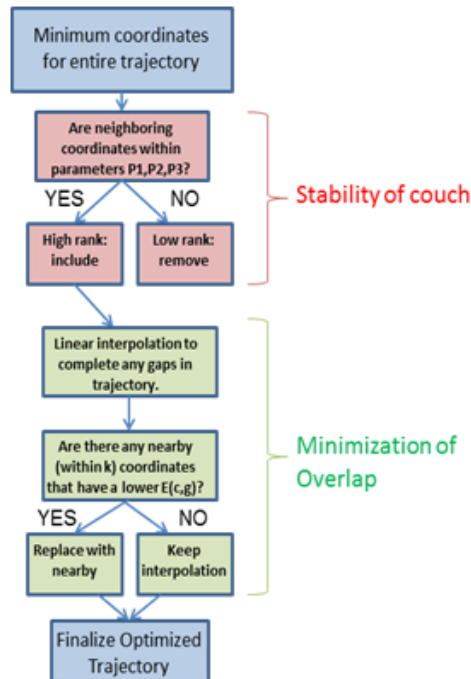 Minimum coordinates
for entire trajectory
Are neighboring
coordinates within
parameters P1,P2,P3?
YES
NO
High rank:
include
Low rank:
remove
Stability of couch
Linear interpolation to
complete any gaps in
trajectory.
Are there any nearby
(within k) coordinates
that have a lower E(c,g)?
YES
NO
Replace with
nearby
Keep
interpolation
Minimization of
Overlap
Finalize Optimized
Trajectory